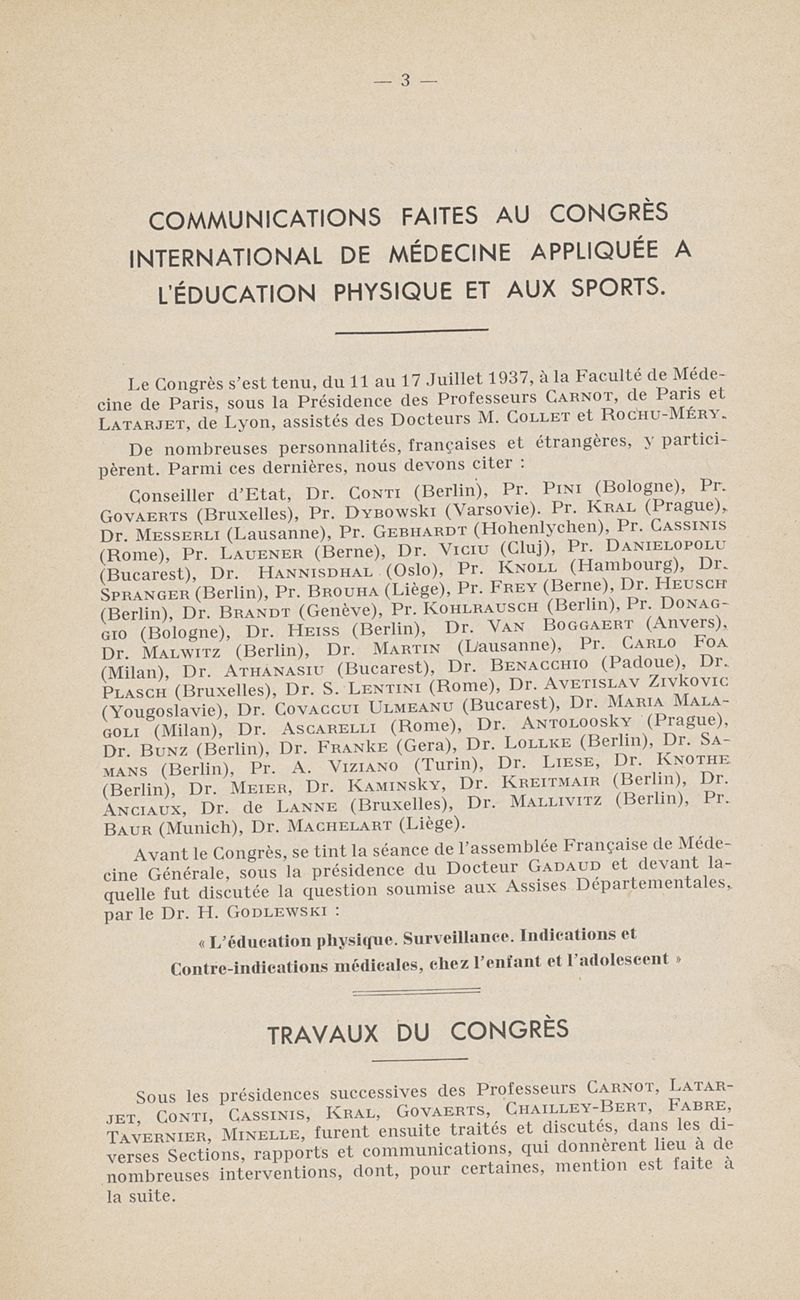 — 3 —
COMMUNICATIONS FAITES AU CONGRÈS
INTERNATIONAL DE MÉDECINE APPLIQUÉE A
L'ÉDUCATION PHYSIQUE ET AUX SPORTS.
Le Congrès s'est tenu, du 11 au 17 Juillet 1937, à la Faculté de Méde-
cine de Paris, sous la Présidence des Professeurs CARNOT, de Paris et
LATARJET, de Lyon, assistés des Docteurs M. COLLET et ROCHU-MÉRY.
De nombreuses personnalités, françaises et étrangères, y partici-
pèrent. Parmi ces dernières, nous devons citer :
Conseiller d'Etat, Dr. CONTI (Berlin), Pr. PINI (Bologne), Pr.
GOVAERTS (Bruxelles), Pr. DYBOWSKI (Varsovie). Pr. KRAL (Prague),
Dr. MESSERLI (Lausanne), Pr. GEBHARDT (Hohenlychen), Pr. CASSINIS
(Rome), Pr. LAUENER (Berne), Dr. VICIU (Cluj), Pr. DANIELOPOLU
(Bucarest), Dr. HANNISDHAL (Oslo), Pr. KNOLL (Hambourg), Dr.
SPRANGER (Berlin), Pr. BROUHA (Liège), Pr. FREY (Berne), Dr. HEUSCH
(Berlin), Dr. BRANDT (Genève), Pr. KOHLRAUSCH (Berlin), Pr. DONAG-
GIO (Bologne), Dr. HEISS (Berlin), Dr. VAN BOGGAERT (Anvers),
Dr. MALWITZ (Berlin), Dr. MARTIN (Lausanne), Pr. CARLO FOA
(Milan), Dr. ATHANASIU (Bucarest), Dr. BENACCHIO (Padoue), Dr.
PLASCH (Bruxelles), Dr. S. LENTINI (Rome), Dr. AVETISLAV ZIVKOVIC
(Yougoslavie), Dr. COVACCUI ULMEANU (Bucarest), Dr. MARIA MALA-
GOLI (Milan), Dr. ASCARELLI (Rome), Dr. ANTOLOOSKY (Prague),
Dr. BUNZ (Berlin), Dr. FRANKE (Gera), Dr. LOLLKE (Berlin), Dr. SA-
MANS (Berlin), Pr. A. VIZIANO (Turin), Dr. LIESE, Dr. KNOTHE
(Berlin), Dr. MEIER, Dr. KAMINSKY, Dr. KREITMAIR (Berlin), Dr.
ANCIAUX, Dr. de LANNE (Bruxelles), Dr. MALLIVITZ (Berlin), Pr.
BAUR (Munich), Dr. MACHELART (Liège).
Avant le Congrès, se tint la séance de l'assemblée Française de Méde-
cine Générale, sous la présidence du Docteur GADAUD et devant la-
quelle fut discutée la question soumise aux Assises Départementales,
par le Dr. H. GODLEWSKI :
« L'éducation physique. Surveillance. Indications et
Contre-indications médicales, chez l'enfant et l'adolescent »
TRAVAUX DU CONGRÈS
Sous les présidences successives des Professeurs CARNOT, LATAR-
JET, CONTI, CASSINIS, KRAL, GOVAERTS, CHAILLEY-BERT, FABRE,
TAVERNIER, MINELLE, furent ensuite traités et discutés, dans les di-
verses Sections, rapports et communications, qui donnèrent lieu à de
nombreuses interventions, dont, pour certaines, mention est faite à
la suite.